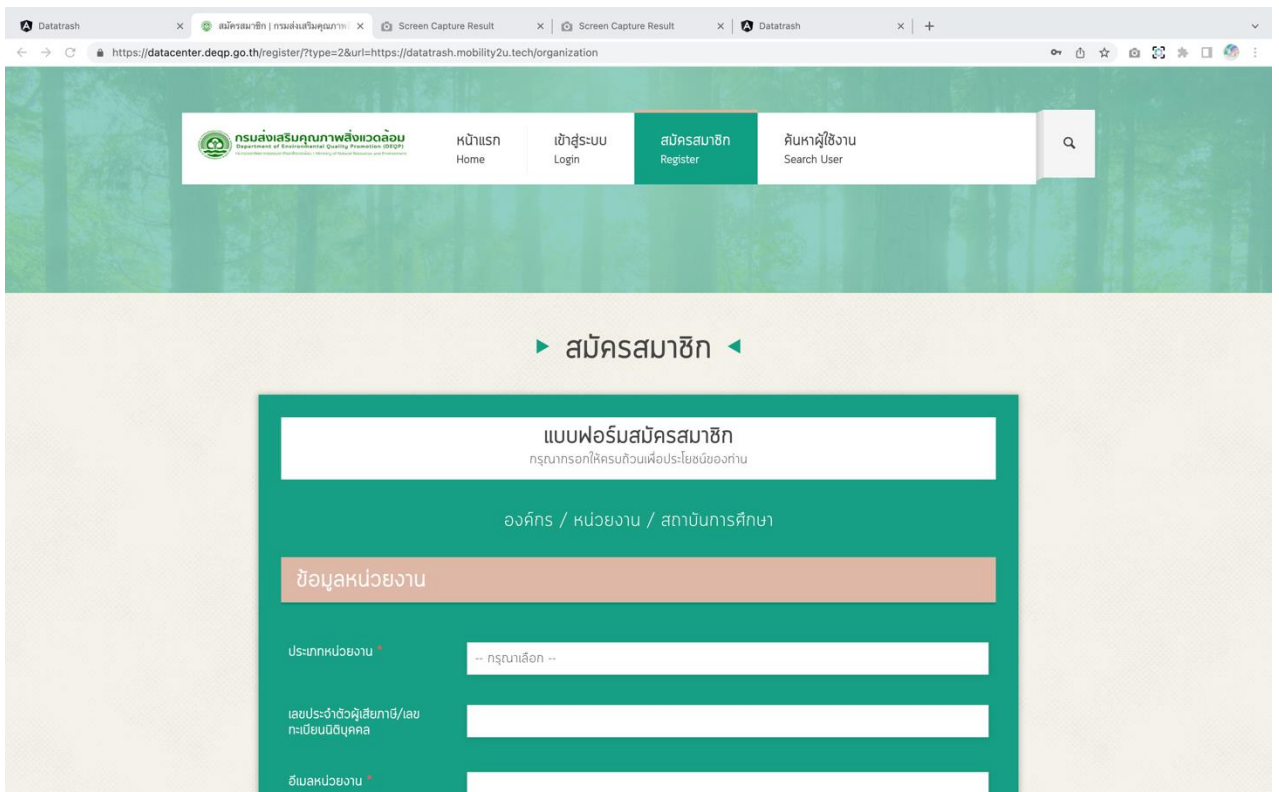 Datatrash
สมัครสมาชิก | กรมส่งเสริมคุณภาพ
Screen Capture Result
Screen Capture Result
Datatrash
https://datacenter.deqp.go.th/register/?type=2&url=https://datatrash.mobility2u.tech/organization
กรมส่งเสริมคุณภาพสิ่งแวดล้อม
Department of Environmental Quality Promotion (DEQP)
หน้าแรก
Home
เข้าสู่ระบบ
Login
สมัครสมาชิก
Register
ค้นหาผู้ใช้งาน
Search User
สมัครสมาชิก
แบบฟอร์มสมัครสมาชิก
กรุณากรอกให้ครบถ้วนเพื่อประโยชน์ของท่าน
องค์กร / หน่วยงาน / สถาบันการศึกษา
ข้อมูลหน่วยงาน
ประเภทหน่วยงาน *
-- กรุณาเลือก --
เลขประจำตัวผู้เสียภาษี/เลข
ทะเบียนนิติบุคคล
อีเมลหน่วยงาน *